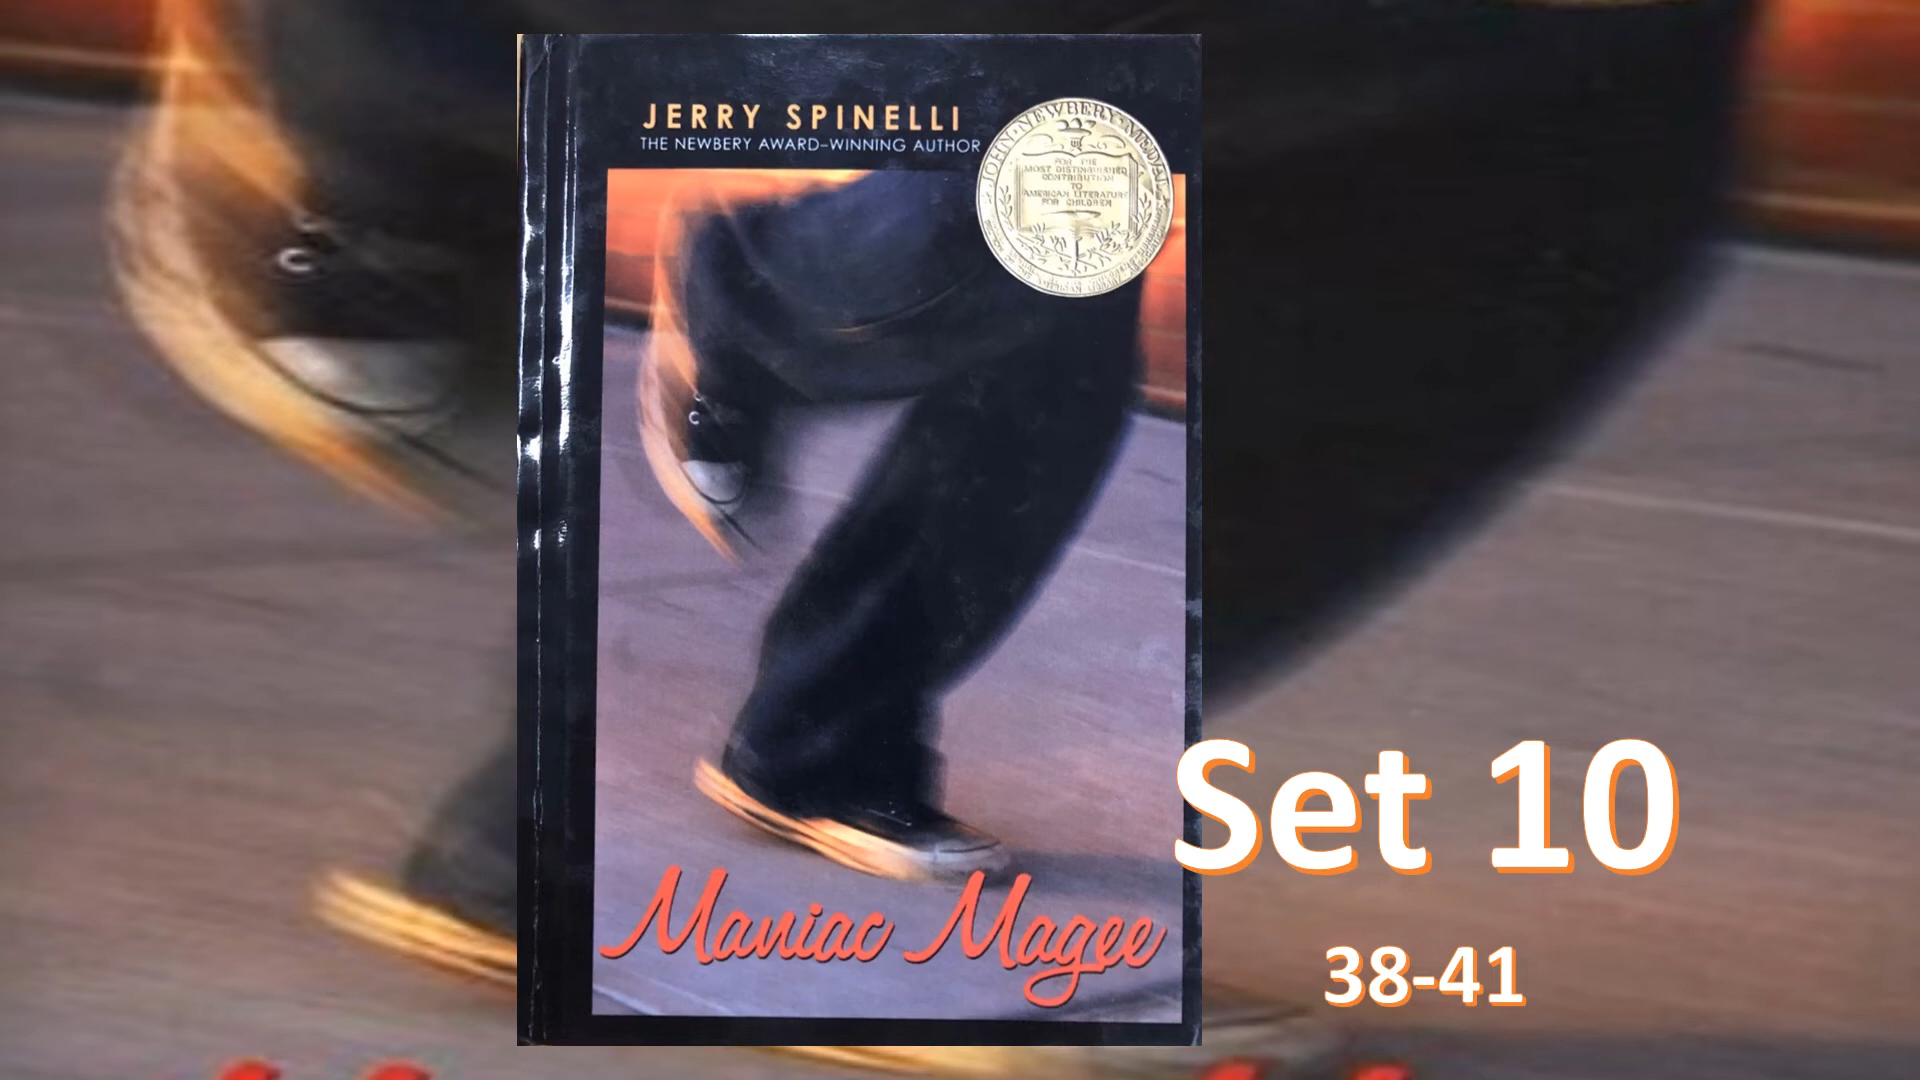 JERRY SPINELLI
THE NEWBERY AWARD–WINNING AUTHOR
JOHN·NEWBERY·MEDAL
FOR THE
MOST DISTINGUISHED
CONTRIBUTION
TO
AMERICAN LITERATURE
FOR CHILDREN
Maniac Magee
Set 10
38-41